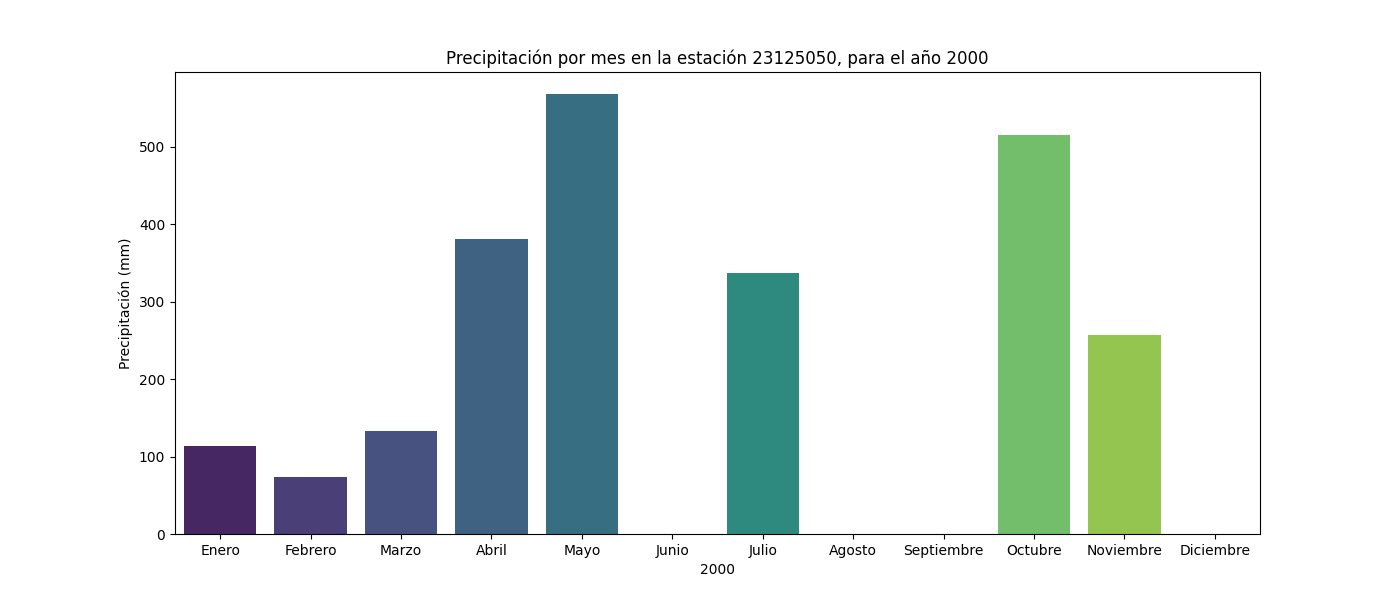 Precipitación por mes en la estación 23125050, para el año 2000
Precipitación (mm)
500
400
300
200
100
0
Enero Febrero Marzo Abril Mayo Junio Julio Agosto Septiembre Octubre Noviembre Diciembre
2000